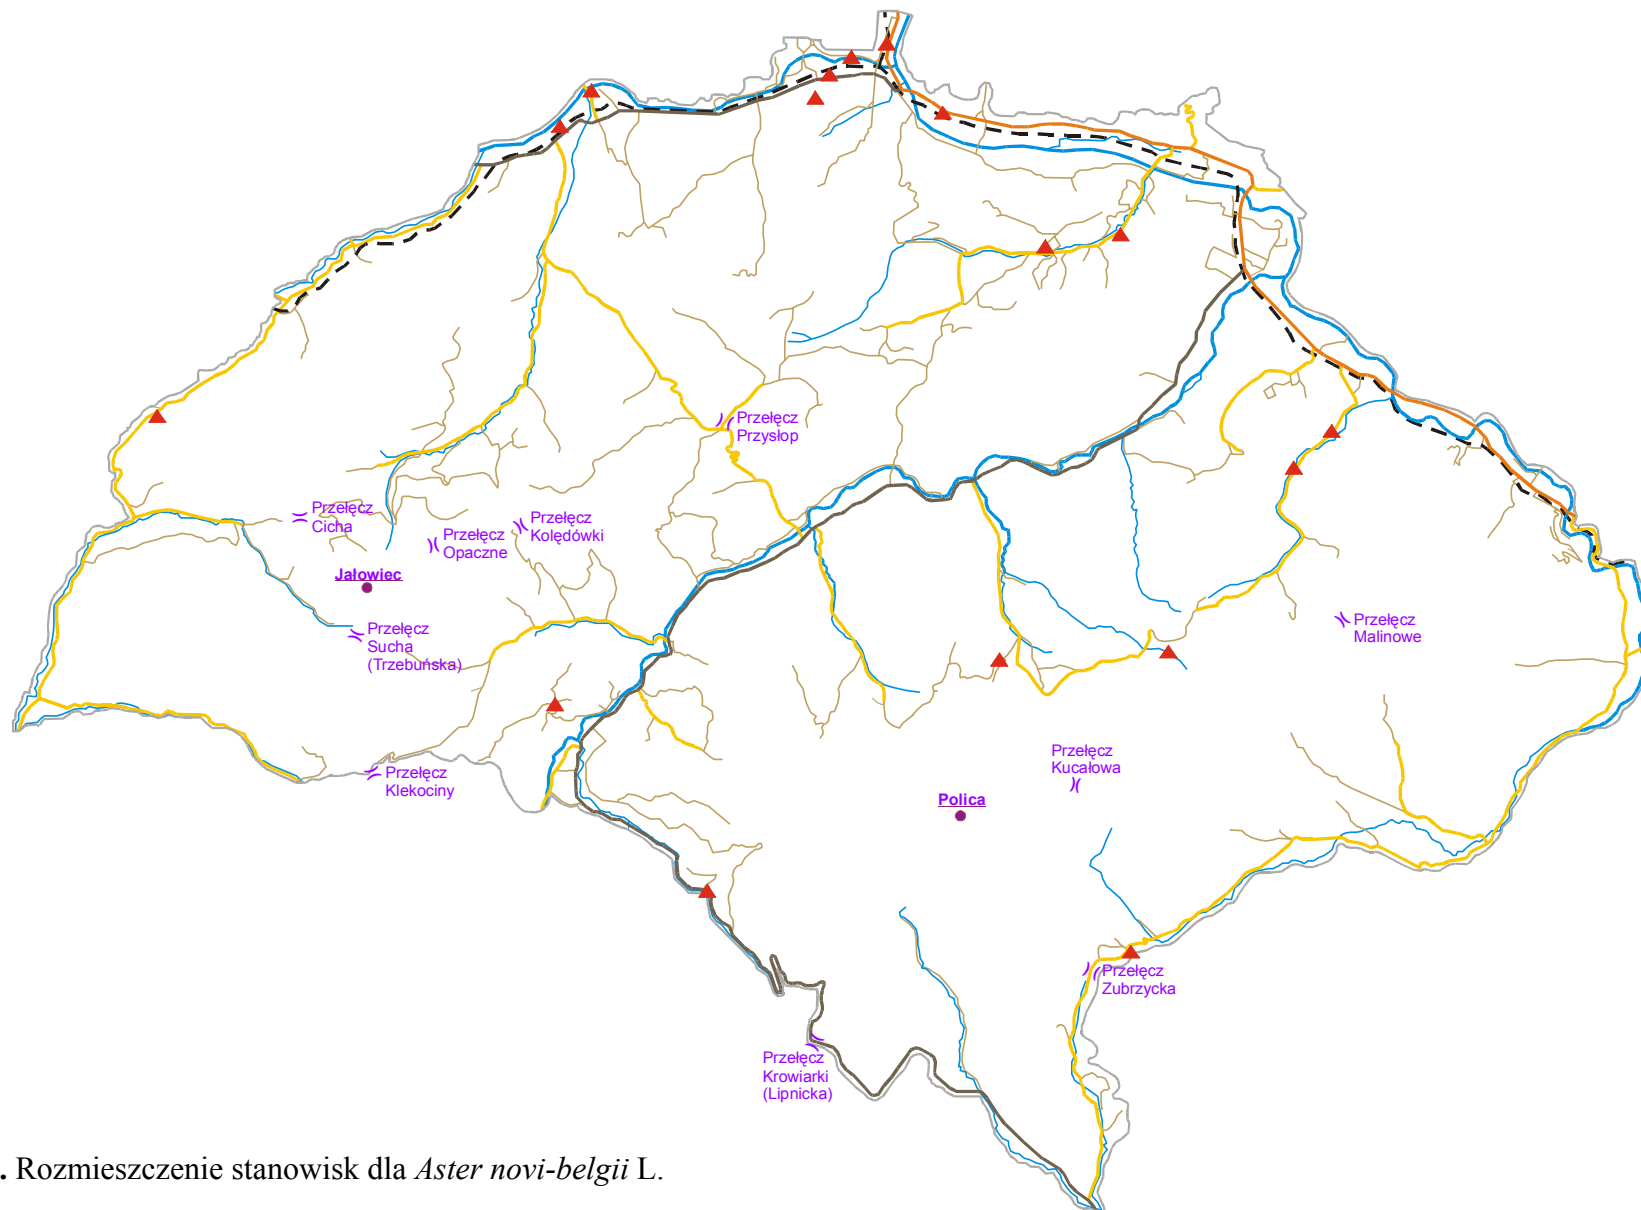 Przełęcz
Przysłop
Przełęcz
Cicha
Przełęcz
Kolędówki
Przełęcz
Opaczne
Jałowiec
Przełęcz
Sucha
(Trzebuńska)
Przełęcz
Malinowe
Przełęcz
Klekociny
Przełęcz
Kucałowa
Polica
Przełęcz
Zubrzycka
Przełęcz
Krowiarki
(Lipnicka)
. Rozmieszczenie stanowisk dla Aster novi-belgii L.